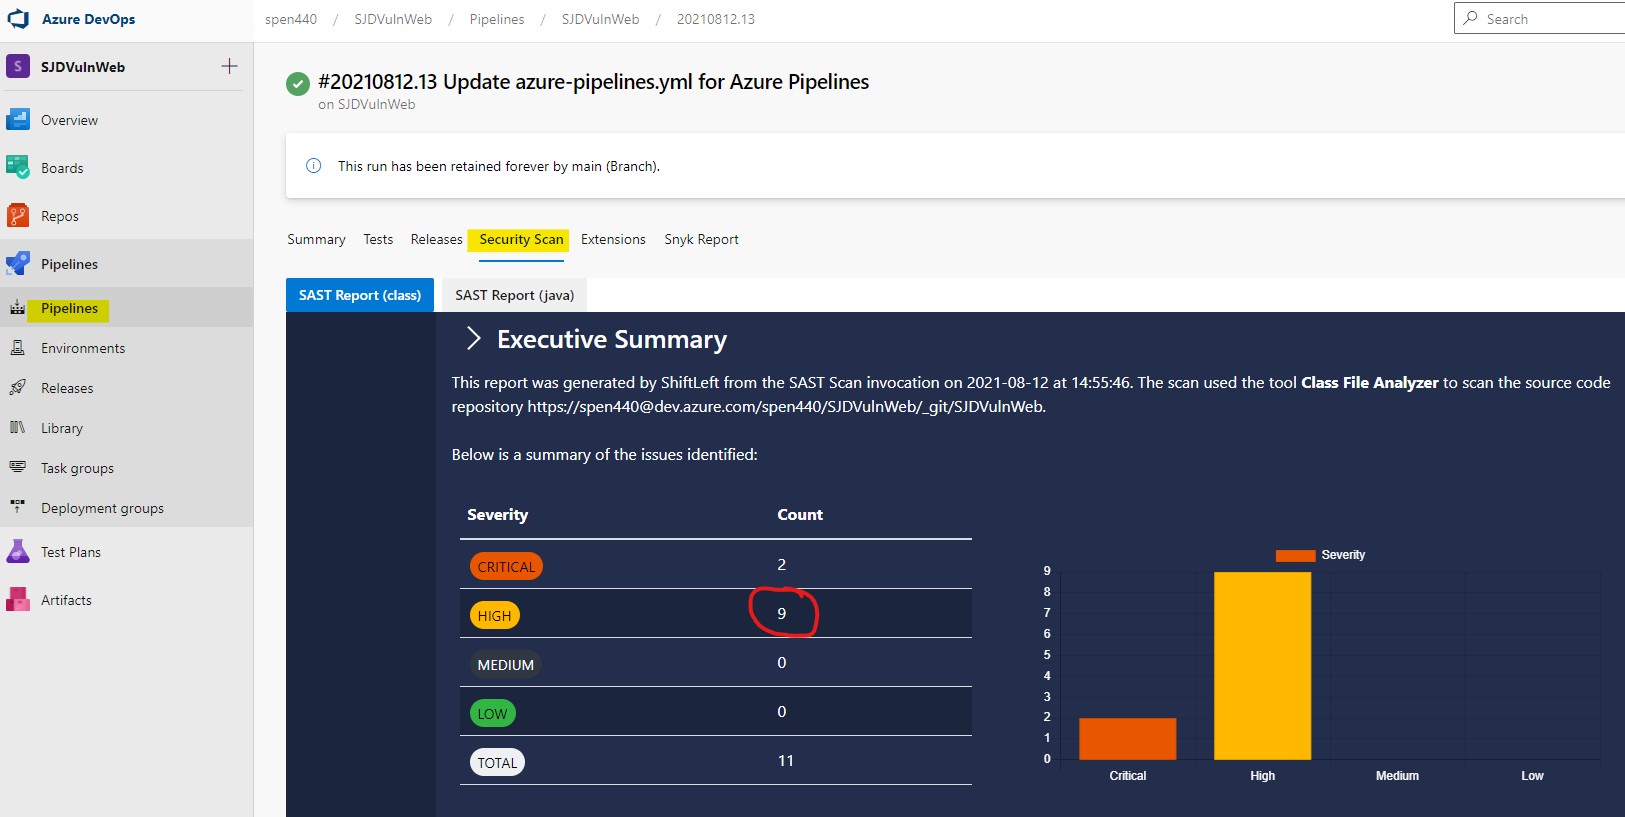 Azure DevOps
spen440 / SJDVulnWeb / Pipelines / SJDVulnWeb / 20210812.13
Search
S SJDVulnWeb
Overview
Boards
Repos
Pipelines
Pipelines
Environments
Releases
Library
Task groups
Deployment groups
Test Plans
Artifacts
#20210812.13 Update azure-pipelines.yml for Azure Pipelines
on SJDVulnWeb
This run has been retained forever by main (Branch).
Summary Tests Releases Security Scan Extensions Snyk Report
SAST Report (class) SAST Report (java)
Executive Summary
This report was generated by ShiftLeft from the SAST Scan invocation on 2021-08-12 at 14:55:46. The scan used the tool Class File Analyzer to scan the source code
repository https://spen440@dev.azure.com/spen440/SJDVulnWeb/_git/SJDVulnWeb.
Below is a summary of the issues identified:
Severity Count
CRITICAL 2
HIGH 9
MEDIUM 0
LOW 0
TOTAL 11
Severity
9
8
7
6
5
4
3
2
1
0
Critical High Medium Low